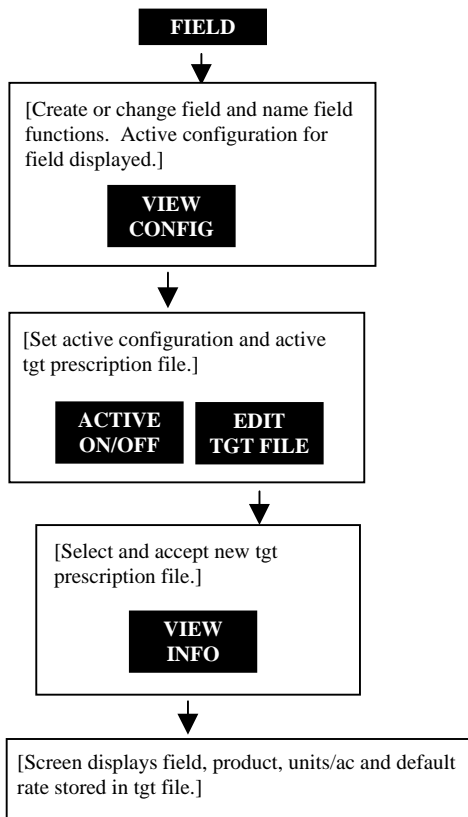 FIELD
[Create or change field and name field
functions.  Active configuration for
field displayed.]
VIEW
CONFIG
[Set active configuration and active
tgt prescription file.]
ACTIVE
ON/OFF
EDIT
TGT FILE
[Select and accept new tgt
prescription file.]
VIEW
INFO
[Screen displays field, product, units/ac and default
rate stored in tgt file.]